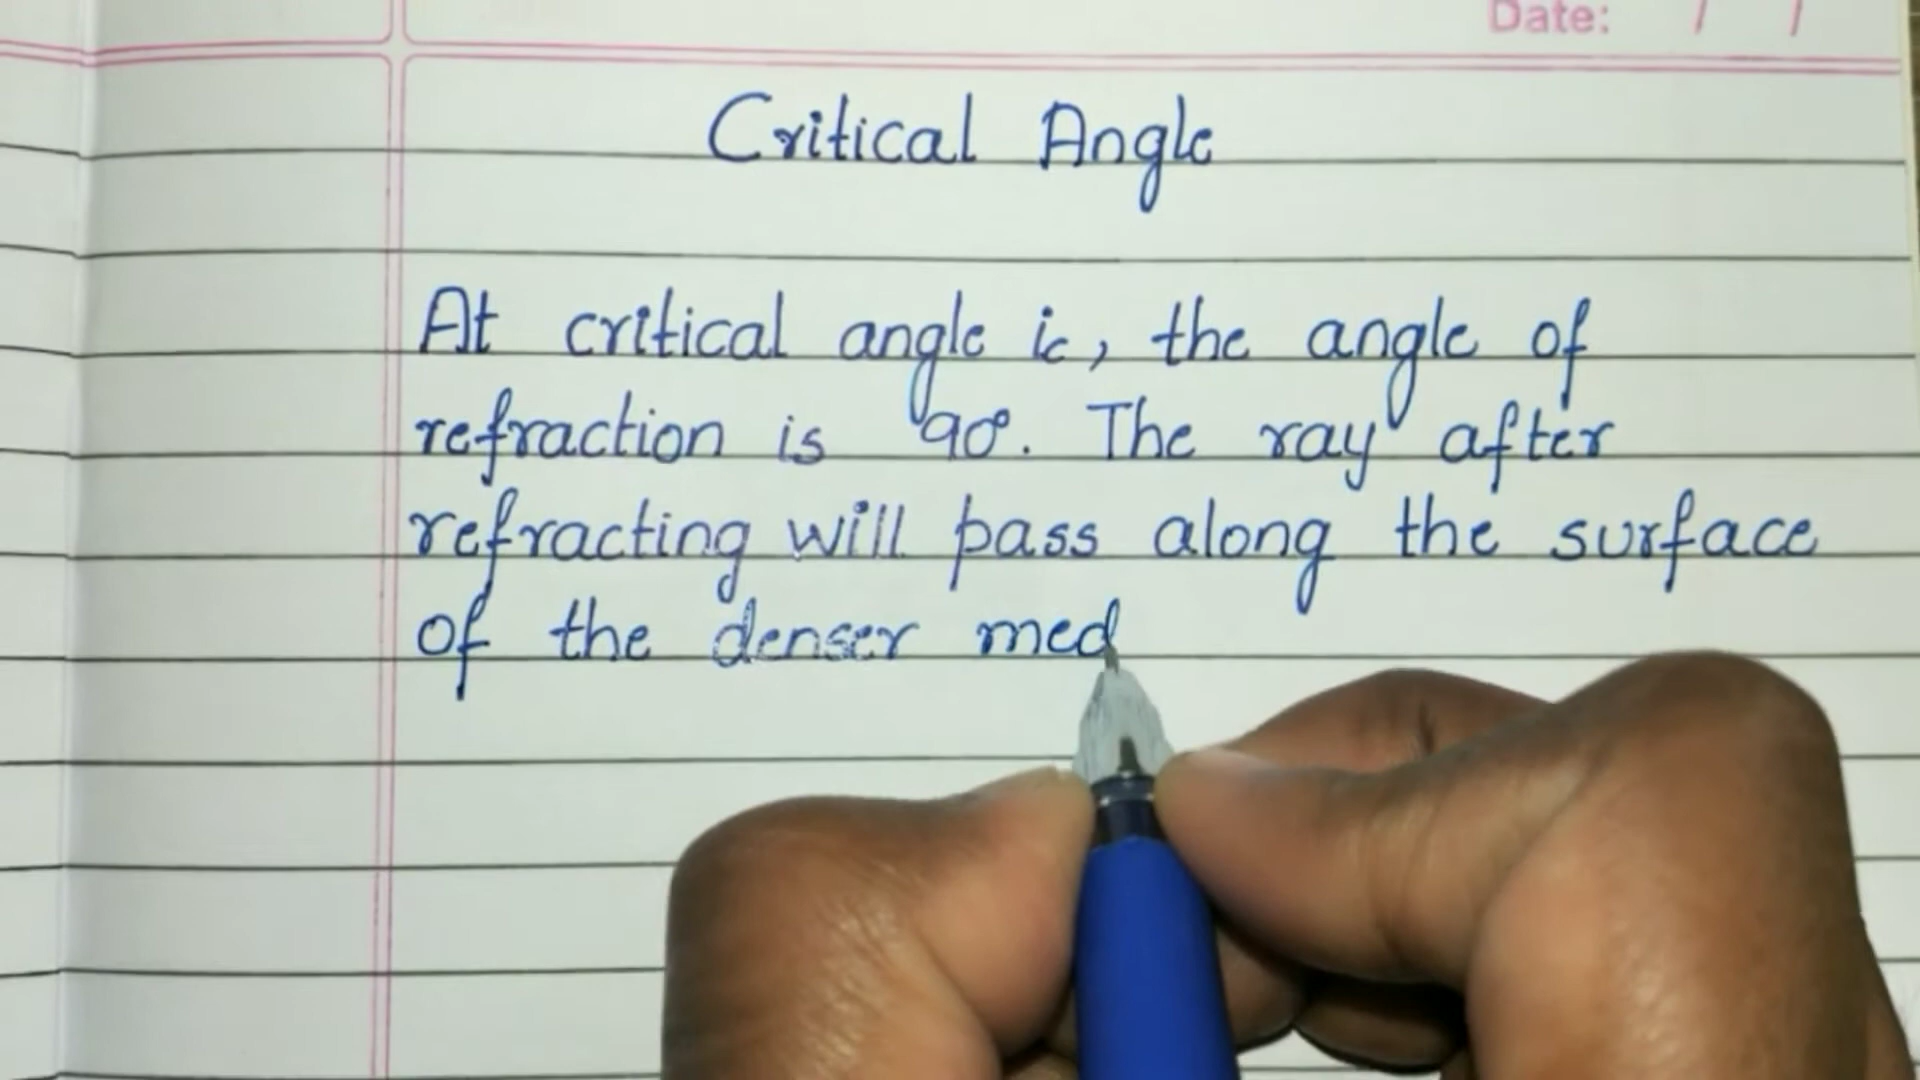 Date: / /
Critical Angle
At critical angle ic, the angle of
refraction is 90°. The ray after
refracting will pass along the surface
of the denser med